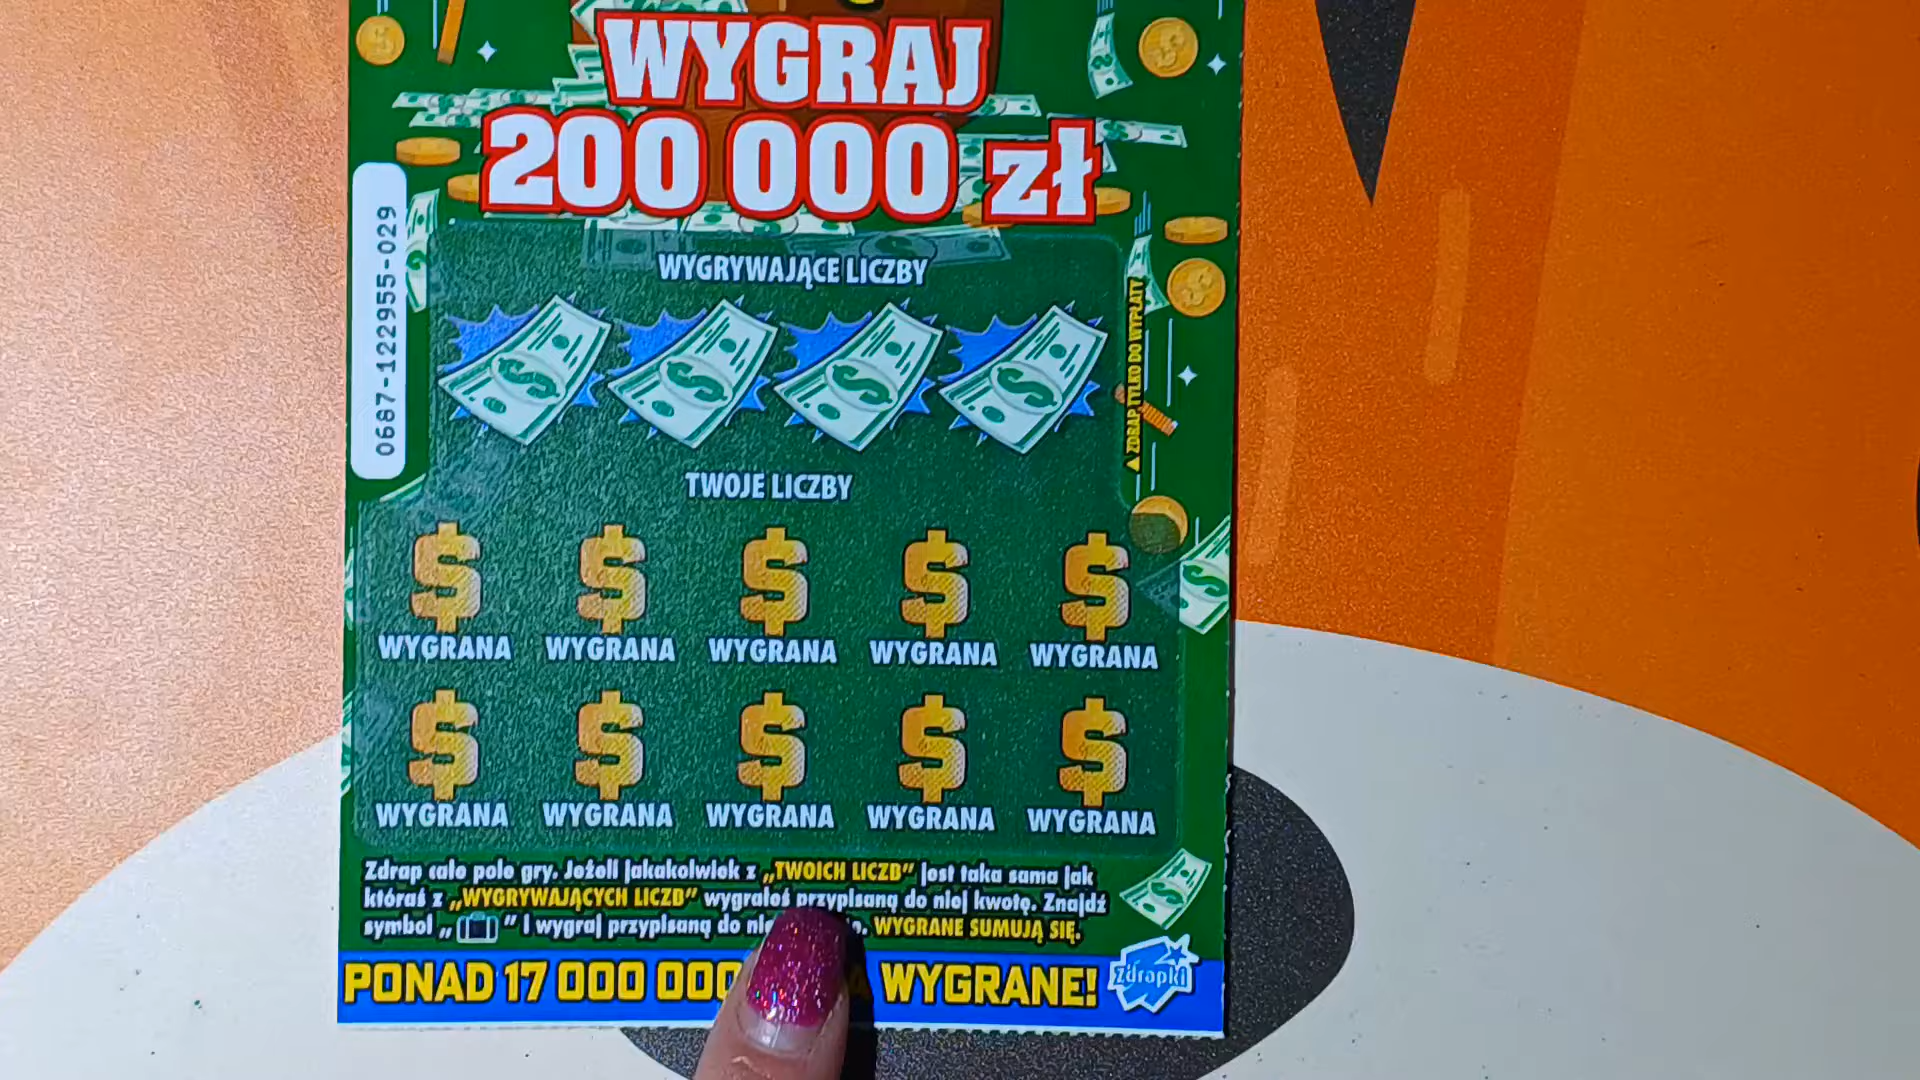 WYGRAJ
200 000 zł
0687-122955-029
WYGRYWAJĄCE LICZBY
▲ZDRAP TYLKO DO WYPŁATY
TWOJE LICZBY
WYGRANA WYGRANA WYGRANA WYGRANA WYGRANA
WYGRANA WYGRANA WYGRANA WYGRANA WYGRANA
Zdrap całe pole gry. Jeżeli jakakolwiek z „TWOICH LICZB” jest taka sama jak
któraś z „WYGRYWAJĄCYCH LICZB” wygrałeś przypisaną do niej kwotę. Znajdź
symbol „ ” i wygraj przypisaną do WYGRANE SUMUJĄ SIĘ.
PONAD 17 000 000 WYGRANE!
Zdrapki